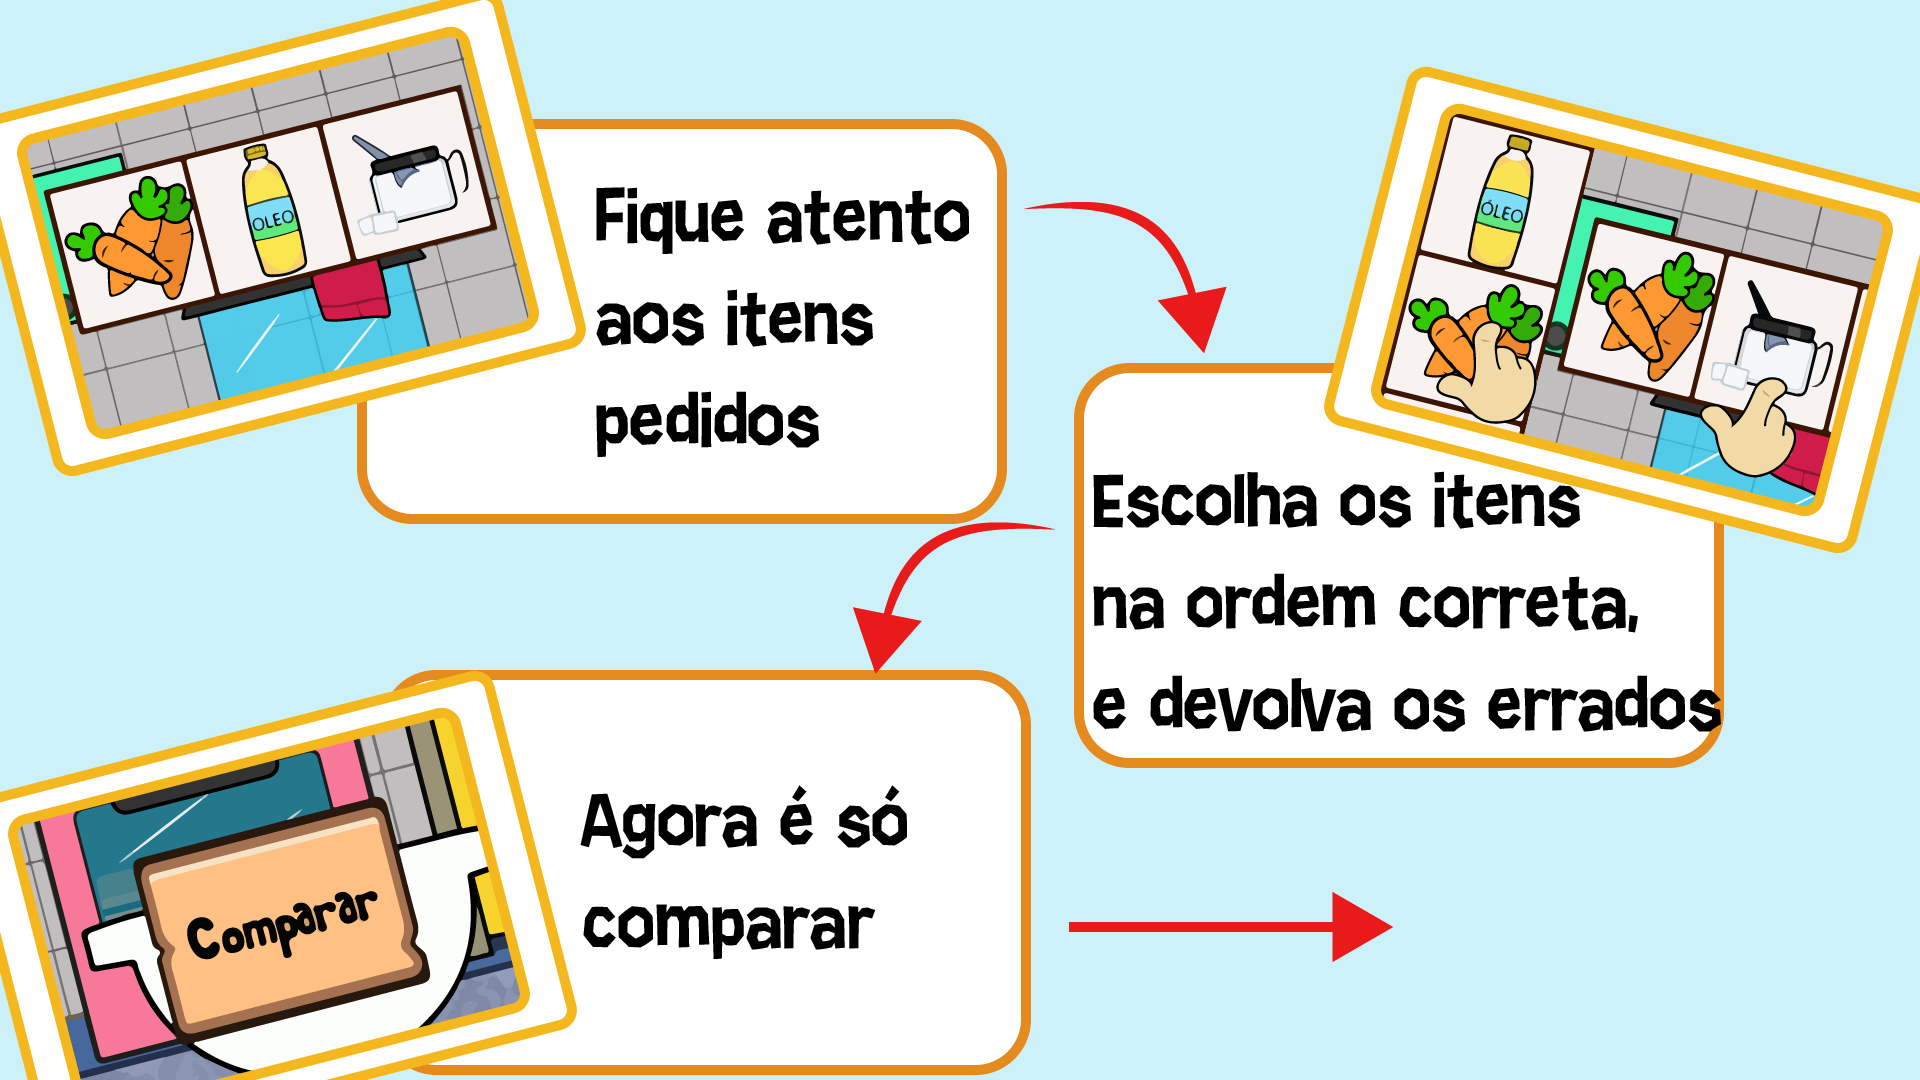 OLEO
Fique atento
aos itens
pedidos
ÓLEO
Escolha os itens
na ordem correta,
e devolva os errados
Comparar
Agora é só
comparar